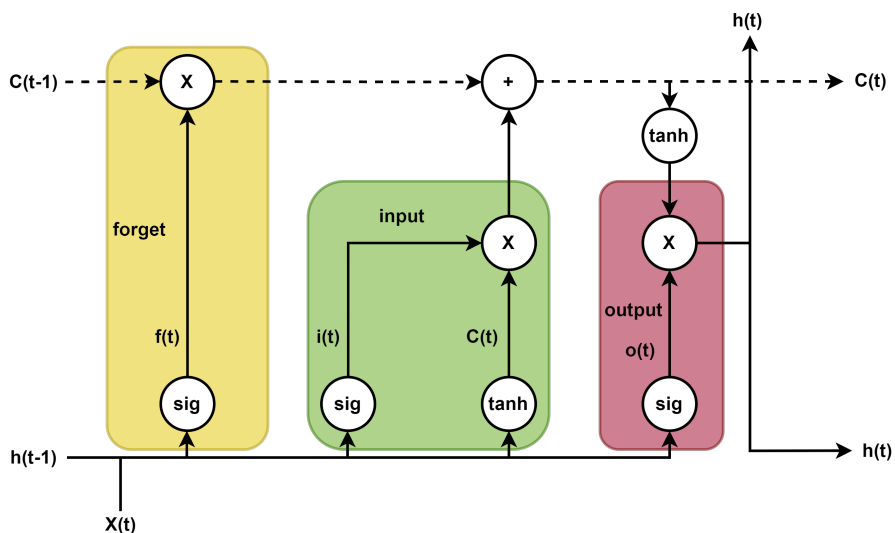 h(t)
C(t-1)
X
+
C(t)
tanh
input
forget
X
X
output
f(t)
i(t)
C(t)
o(t)
sig
sig
tanh
sig
h(t-1)
h(t)
X(t)